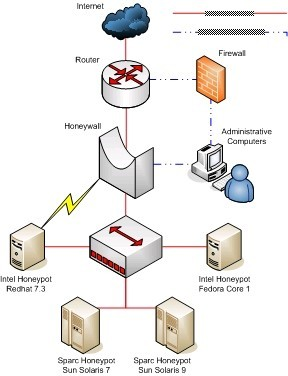 Internet
Router
Firewall
Honeywall
Administrative
Computers
Intel Honeypot
Redhat 7.3
Intel Honeypot
Fedora Core 1
Sparc Honeypot
Sun Solaris 7
Sparc Honeypot
Sun Solaris 9